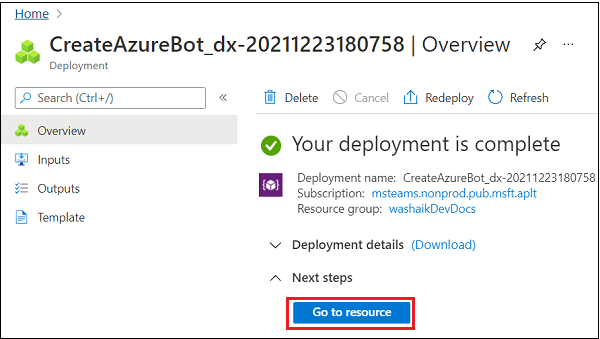 Home >
CreateAzureBot_dx-20211223180758 | Overview
Deployment
Search (Ctrl+/)
«
Delete
Cancel
Redeploy
Refresh
Overview
Inputs
Outputs
Template
Your deployment is complete
Deployment name: CreateAzureBot_dx-20211223180758
Subscription: msteams.nonprod.pub.msft.aplt
Resource group: washaikDevDocs
Deployment details (Download)
Next steps
Go to resource